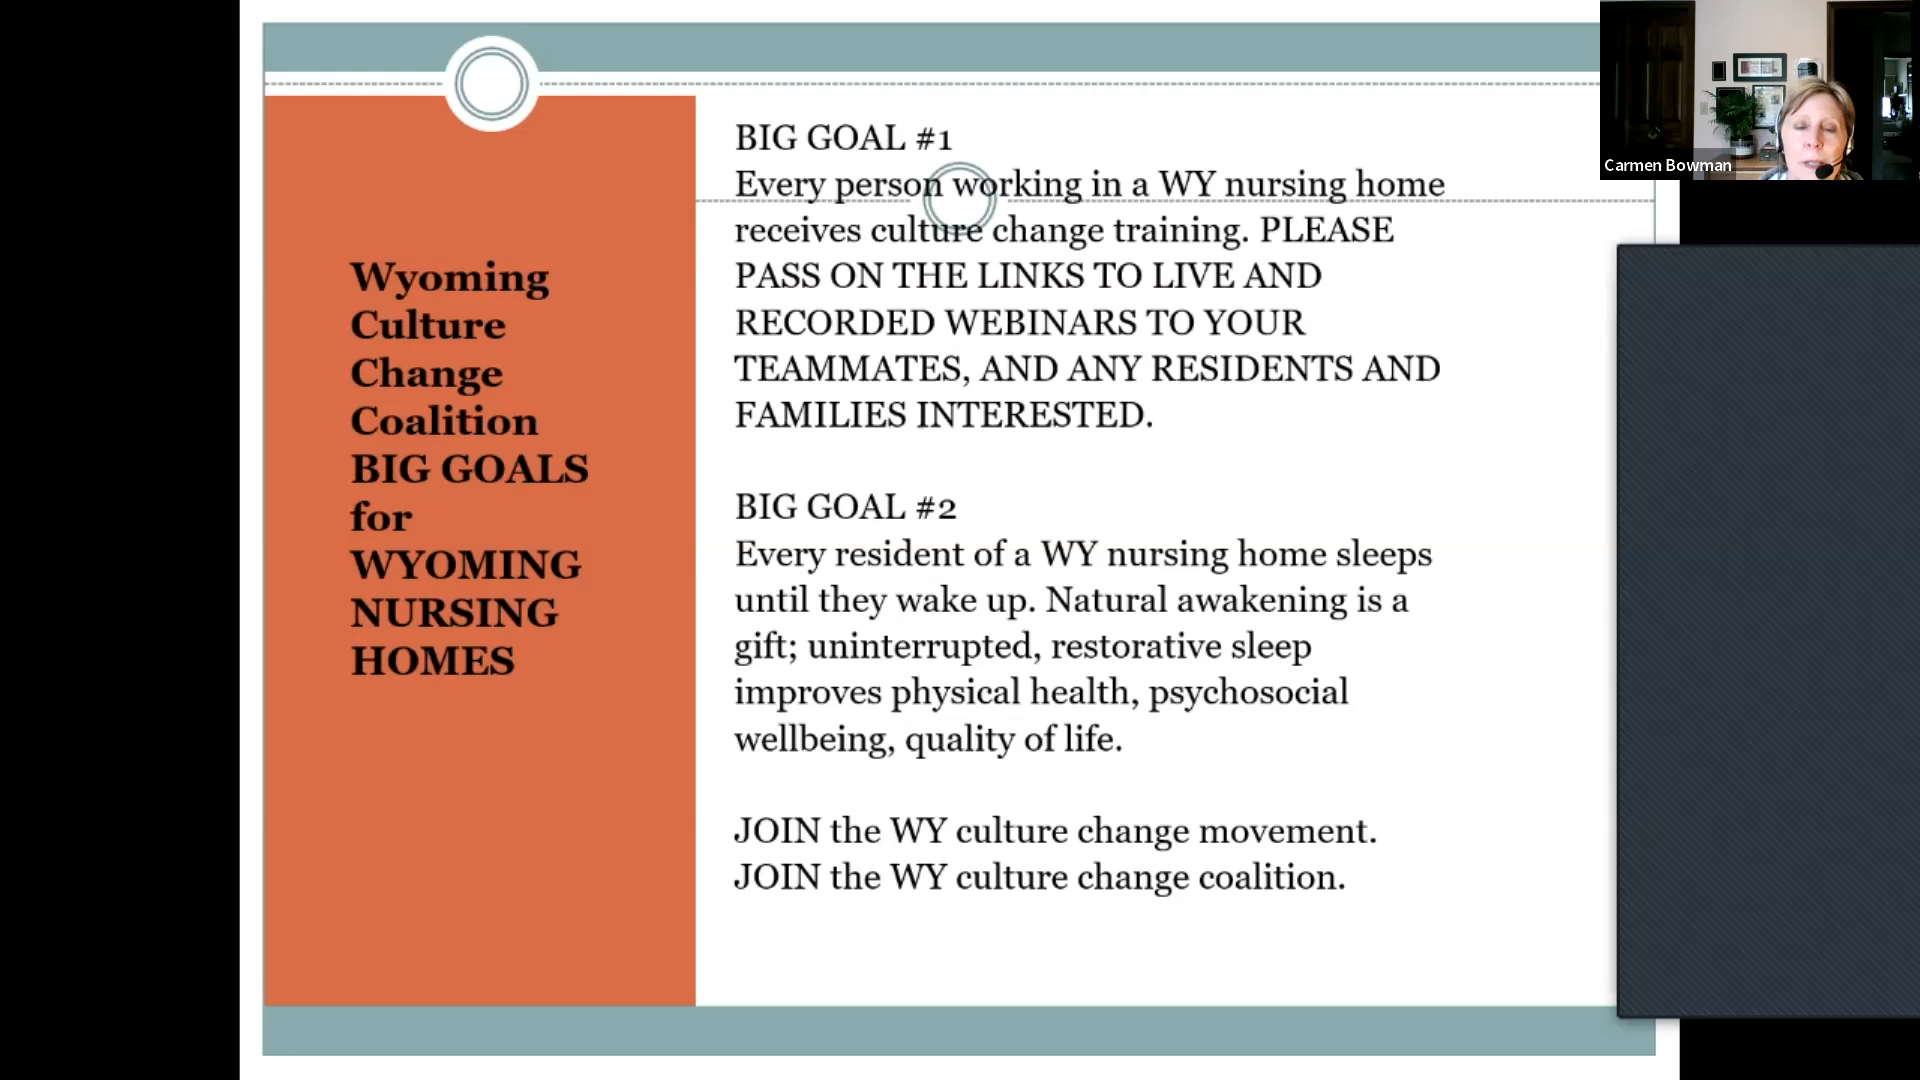 Wyoming
Culture
Change
Coalition
BIG GOALS
for
WYOMING
NURSING
HOMES
BIG GOAL #1
Every person working in a WY nursing home
receives culture change training. PLEASE
PASS ON THE LINKS TO LIVE AND
RECORDED WEBINARS TO YOUR
TEAMMATES, AND ANY RESIDENTS AND
FAMILIES INTERESTED.
BIG GOAL #2
Every resident of a WY nursing home sleeps
until they wake up. Natural awakening is a
gift; uninterrupted, restorative sleep
improves physical health, psychosocial
wellbeing, quality of life.
JOIN the WY culture change movement.
JOIN the WY culture change coalition.
Carmen Bowman